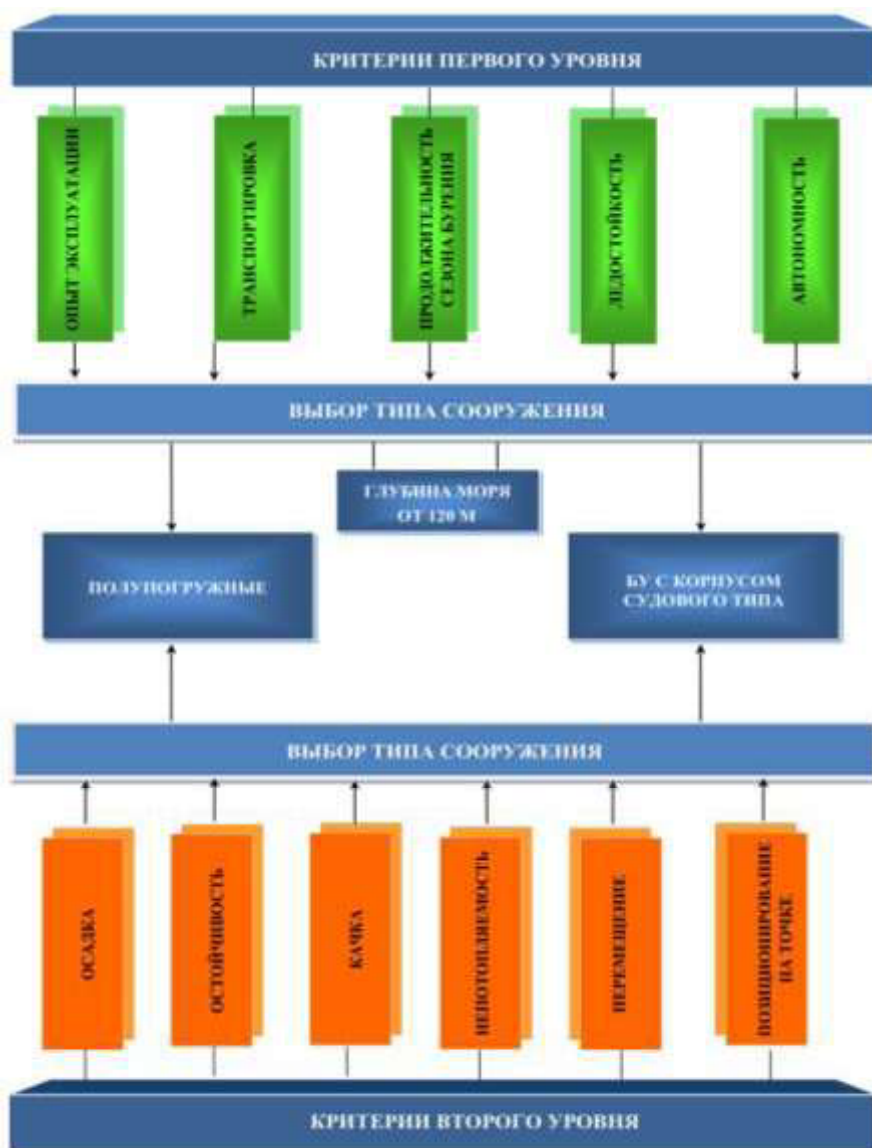 КРИТЕРИИ ПЕРВОГО УРОВНЯ
ОПЫТ ЭКСПЛУАТАЦИИ
ТРАНСПОРТИРОВКА
ПРОДОЛЖИТЕЛЬНОСТЬ
СЕЗОНА БУРЕНИЯ
ЛЕДОСТОЙКОСТЬ
АВТОНОМНОСТЬ
ВЫБОР ТИПА СООРУЖЕНИЯ
ГЛУБИНА МОРЯ
ОТ 120 М
ПОЛУПОГРУЖНЫЕ
БУ С КОРПУСОМ
СУДОВОГО ТИПА
ВЫБОР ТИПА СООРУЖЕНИЯ
ОСАДКА
ОСТОЙЧИВОСТЬ
КАЧКА
НЕПОТОПЛЯЕМОСТЬ
ПЕРЕМЕЩЕНИЕ
ПОЗИЦИОНИРОВАНИЕ
НА ТОЧКЕ
КРИТЕРИИ ВТОРОГО УРОВНЯ